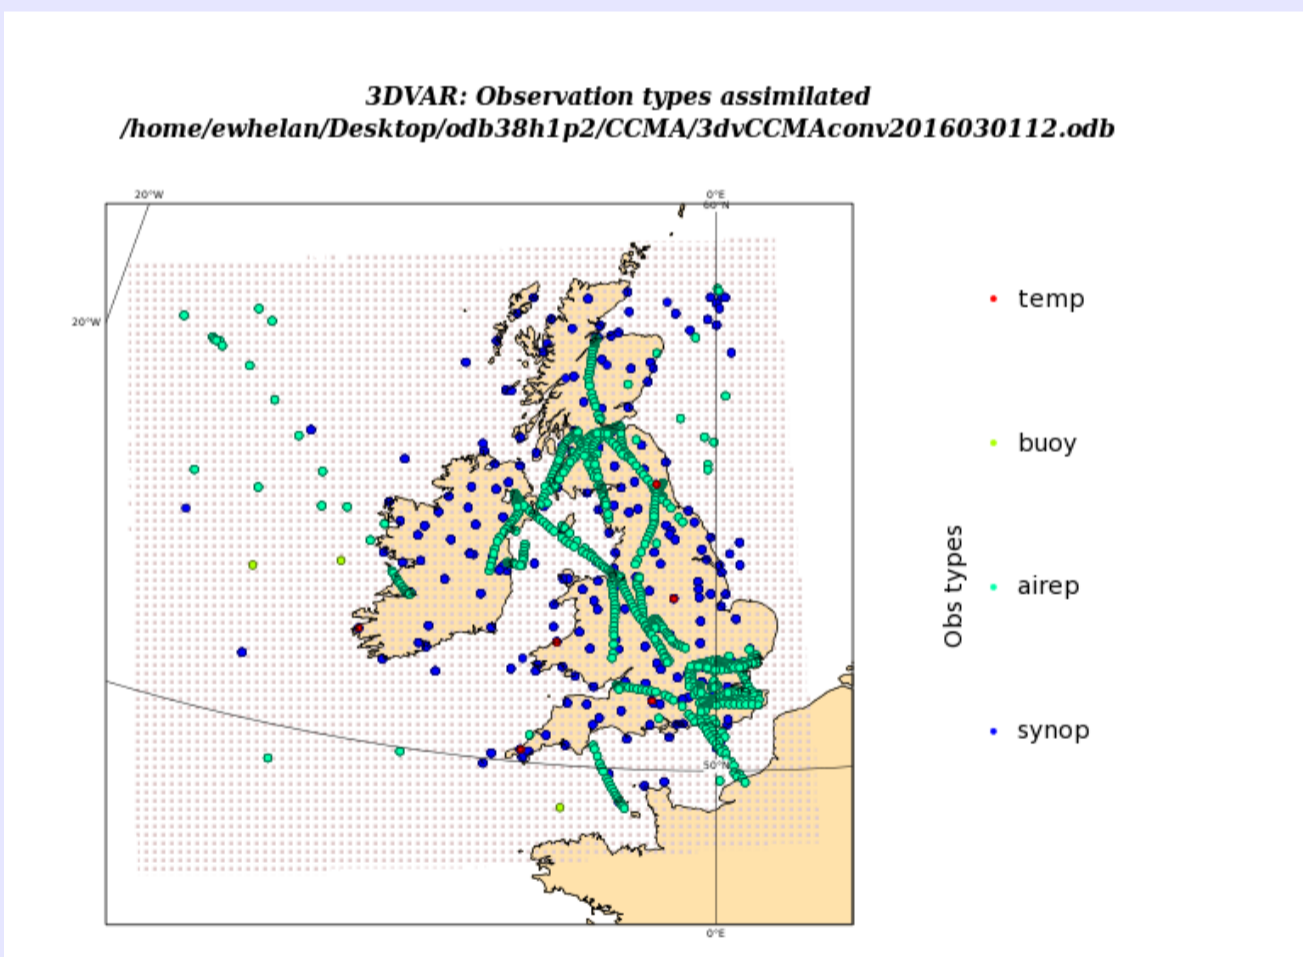 3DVAR: Observation types assimilated
/home/ewhelan/Desktop/odb38h1p2/CCMA/3dvCCMAconv2016030112.odb
20°W
0°E
60°N
20°W
50°N
0°E
Obs types
temp
buoy
airep
synop